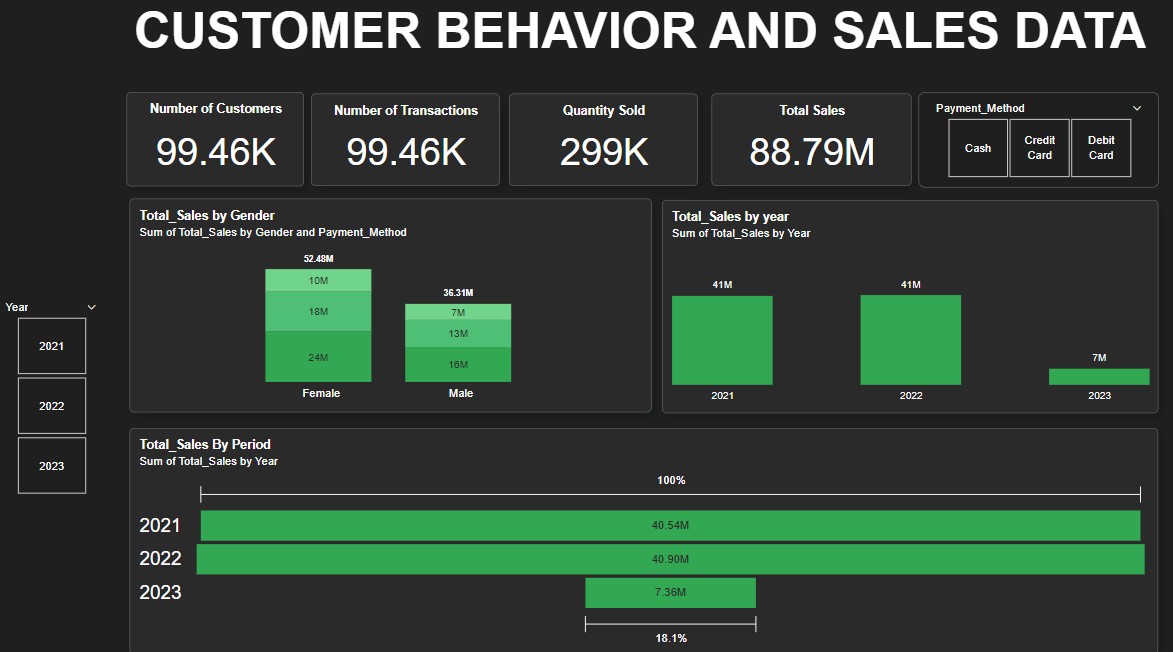 CUSTOMER BEHAVIOR AND SALES DATA
Number of Customers
99.46K
Number of Transactions
99.46K
Quantity Sold
299K
Total Sales
88.79M
Payment_Method
Cash
Credit
Card
Debit
Card
Year
2021
2022
2023
Total_Sales by Gender
Sum of Total_Sales by Gender and Payment_Method
52.48M
10M
18M
24M
Female
36.31M
7M
13M
16M
Male
Total_Sales by year
Sum of Total_Sales by Year
41M
2021
41M
2022
7M
2023
Total_Sales By Period
Sum of Total_Sales by Year
100%
2021
40.54M
2022
40.90M
2023
7.36M
18.1%